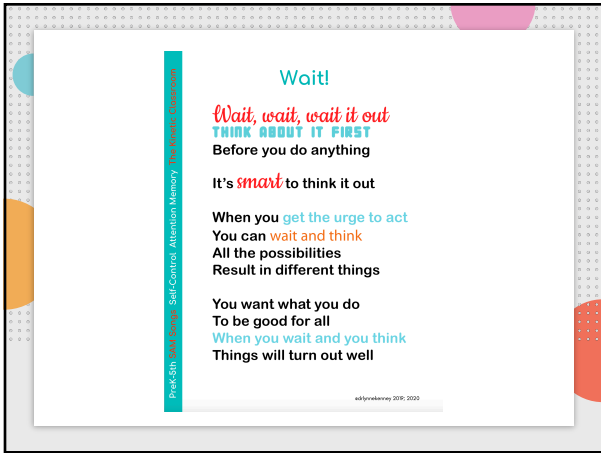 Wait!
Wait, wait, wait it out
THINK ABOUT IT FIRST
Before you do anything
It's smart to think it out
When you get the urge to act
You can wait and think
All the possibilities
Result in different things
You want what you do
To be good for all
When you wait and you think
Things will turn out well
PreK-5th SAM Songs Self-Control Attention Memory The Kinetic Classroom
©drlynnekenney 2019; 2020